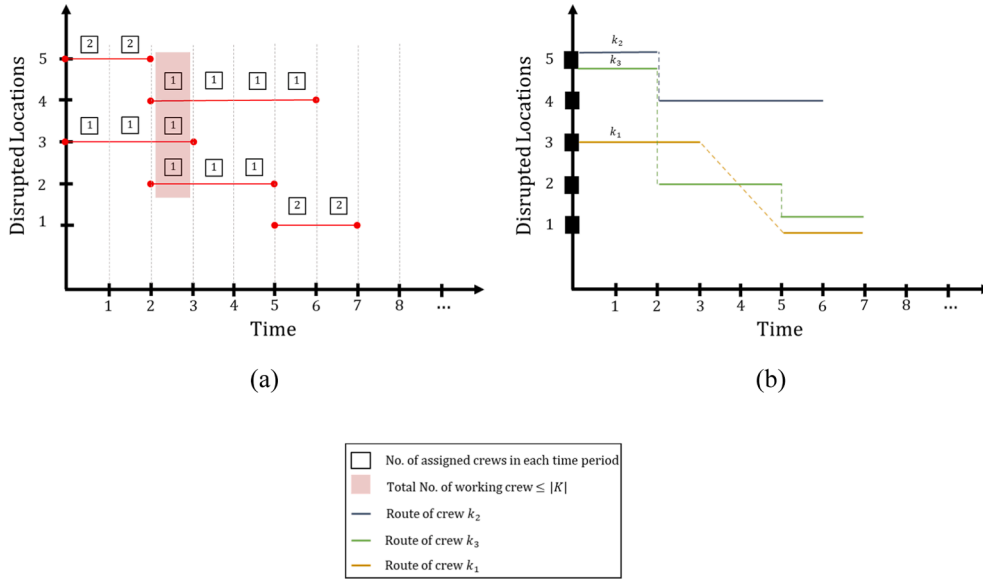 Disrupted Locations
5
4
3
2
1
2 2
1 1 1 1
1 1 1
1 1 1
2 2
1 2 3 4 5 6 7 8 ...
Time
(a)
Disrupted Locations
5
4
3
2
1
k₂
k₃
k₁
1 2 3 4 5 6 7 8 ...
Time
(b)
No. of assigned crews in each time period
Total No. of working crew ≤ |K|
Route of crew k₂
Route of crew k₃
Route of crew k₁